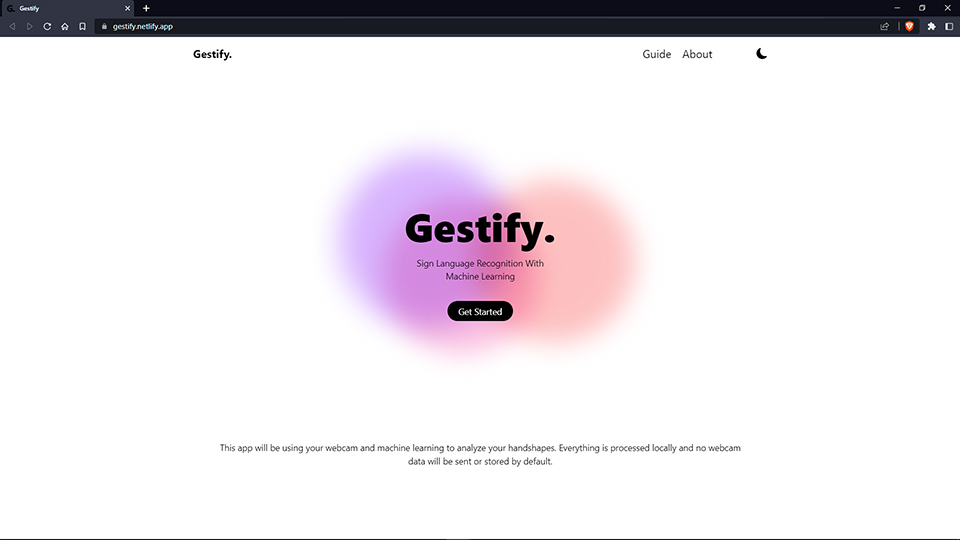 G. Gestify
gestify.netlify.app
Gestify.
Guide About
Gestify.
Sign Language Recognition With
Machine Learning
Get Started
This app will be using your webcam and machine learning to analyze your handshapes. Everything is processed locally and no webcam
data will be sent or stored by default.